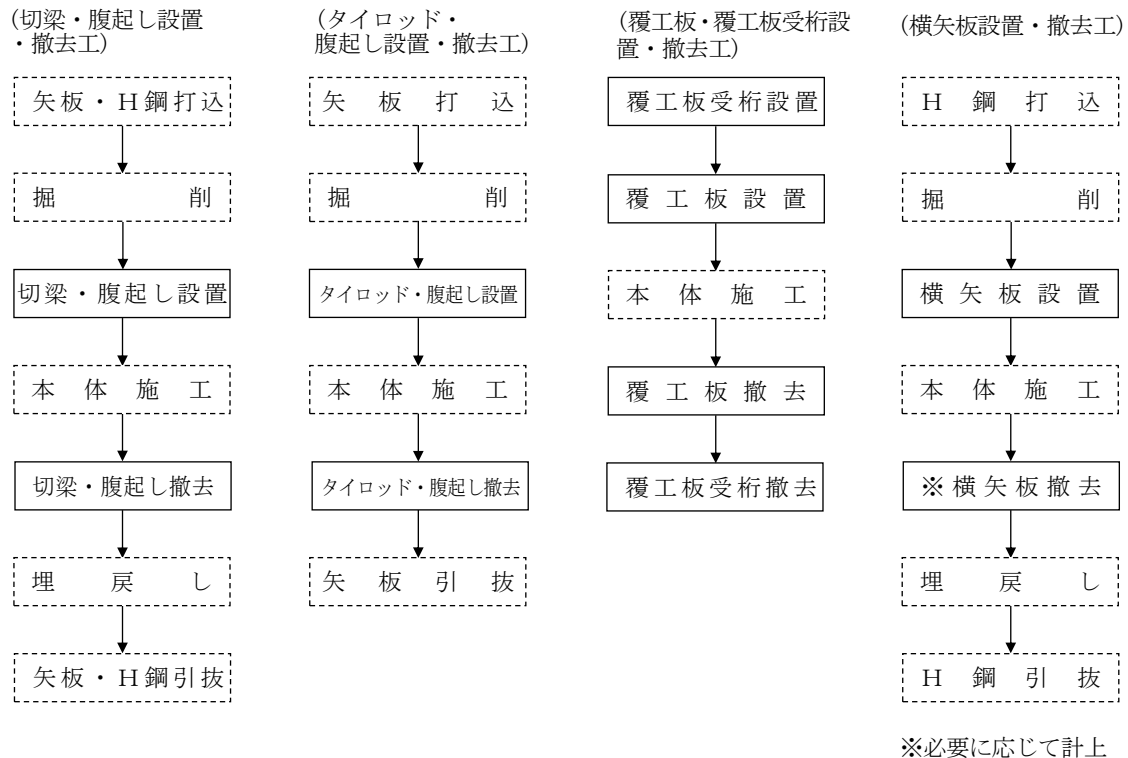 (切梁・腹起し設置
・撤去工)
矢板・H鋼打込
掘削
切梁・腹起し設置
本体施工
切梁・腹起し撤去
埋戻し
矢板・H鋼引抜
(タイロッド・
腹起し設置・撤去工)
矢板打込
掘削
タイロッド・腹起し設置
本体施工
タイロッド・腹起し撤去
矢板引抜
(覆工板・覆工板受桁設
置・撤去工)
覆工板受桁設置
覆工板設置
本体施工
覆工板撤去
覆工板受桁撤去
(横矢板設置・撤去工)
H鋼打込
掘削
横矢板設置
本体施工
※横矢板撤去
埋戻し
H鋼引抜
※必要に応じて計上